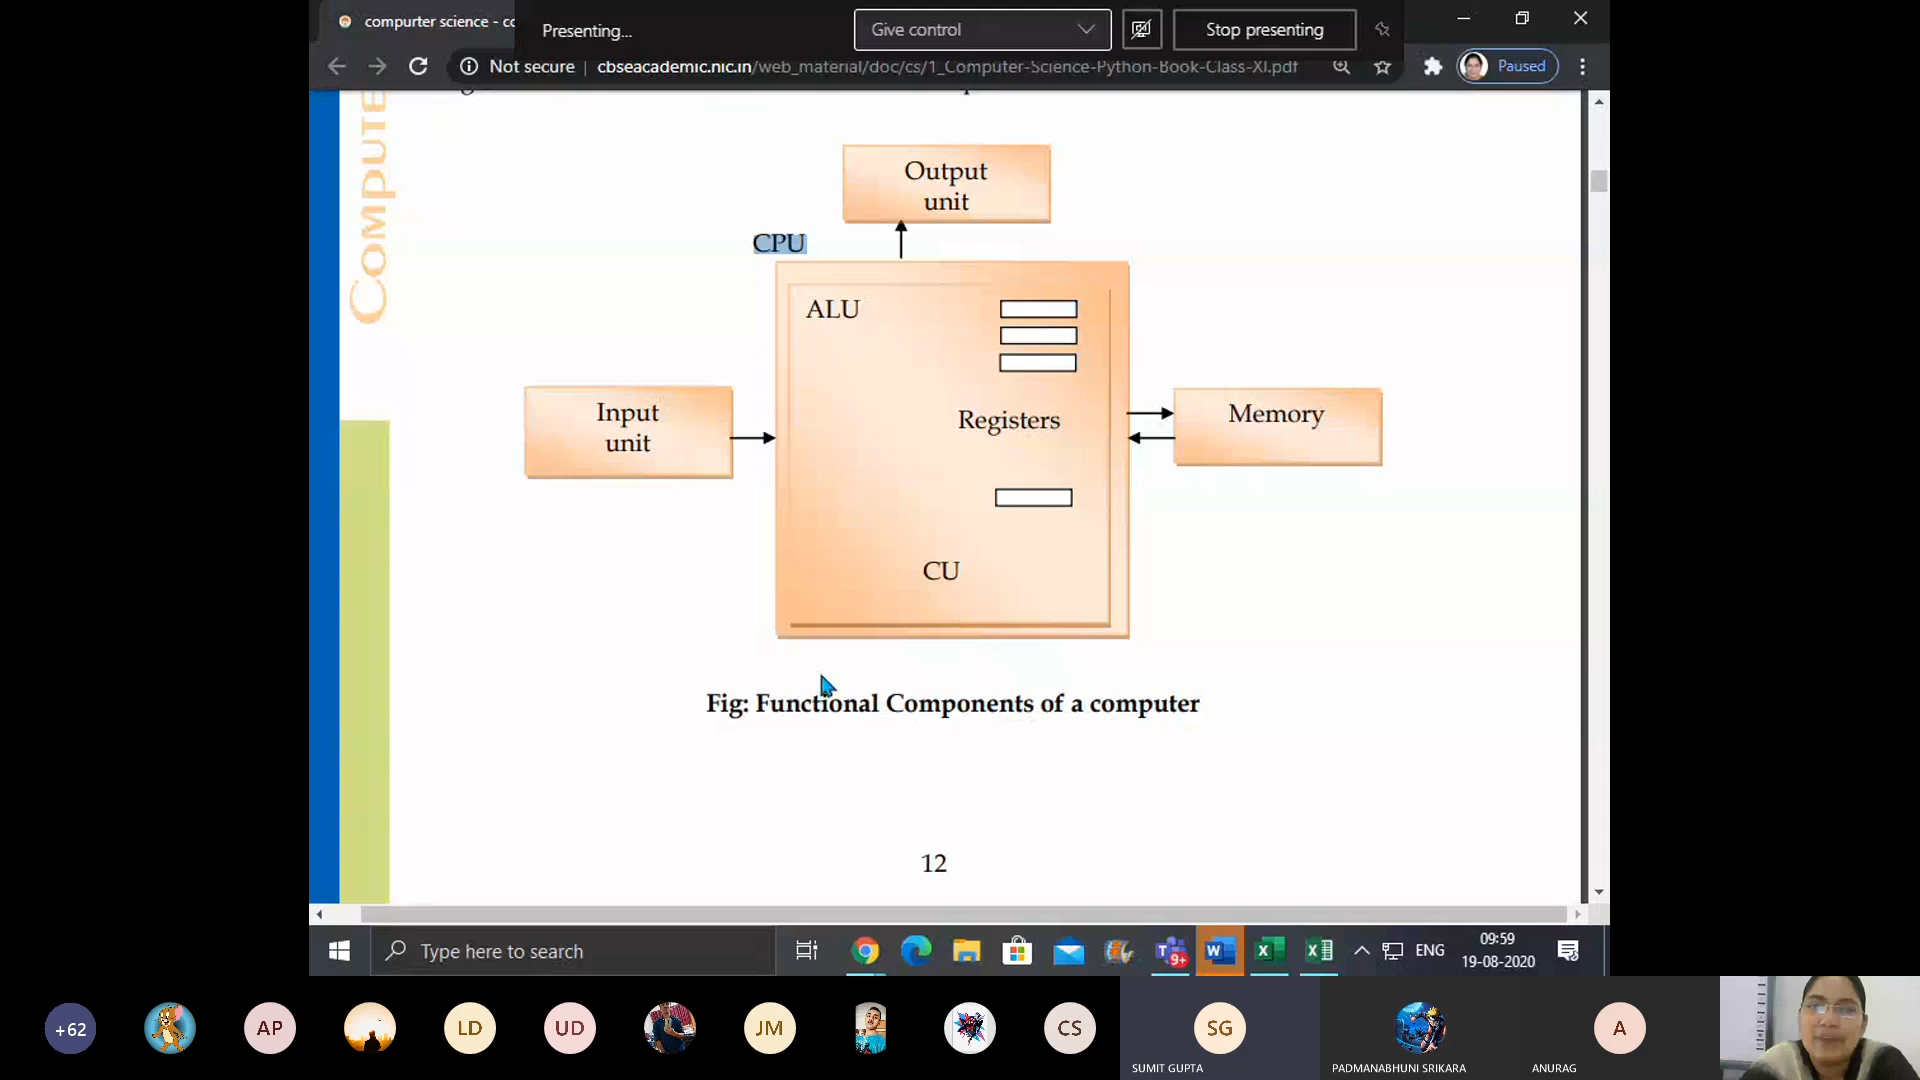 compurter science - cc
Presenting...
Give control
Stop presenting
Not secure
cbseacademic.nic.in/web_material/doc/cs/1_Computer-Science-Python-Book-Class-XI.pdf
Paused
COMPUTE
Output
unit
CPU
ALU
Input
unit
Registers
Memory
CU
Fig: Functional Components of a computer
12
Type here to search
9+
ENG
09:59
19-08-2020
+62
AP
LD
UD
JM
CS
SG
A
SUMIT GUPTA
PADMANABHUNI SRIKARA
ANURAG